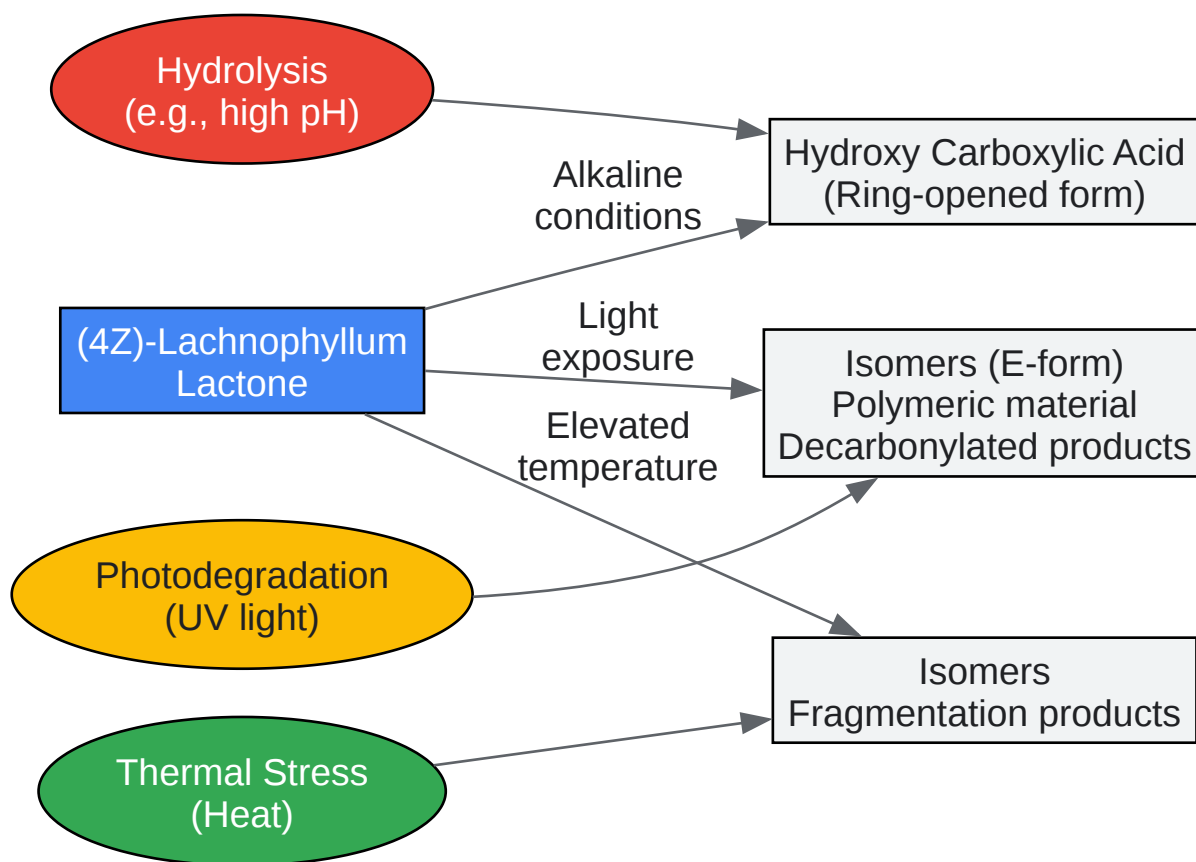 Hydrolysis
(e.g., high pH)
Hydroxy Carboxylic Acid
(Ring-opened form)
Alkaline
conditions
(4Z)-Lachnophyllum
Lactone
Light
exposure
Isomers (E-form)
Polymeric material
Decarbonylated products
Elevated
temperature
Photodegradation
(UV light)
Isomers
Fragmentation products
Thermal Stress
(Heat)